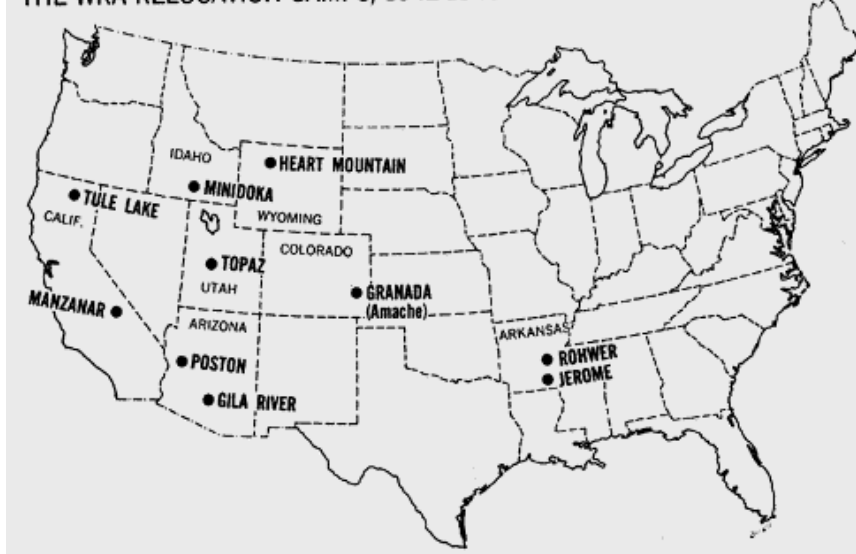 THE WRA RELOCATION CAMPS,
IDAHO
HEART MOUNTAIN
MINIDOKA
TULE LAKE
CALIF.
WYOMING
COLORADO
TOPAZ
UTAH
GRANADA
(Amache)
MANZANAR
ARIZONA
ARKANSAS
ROHWER
JEROME
POSTON
GILA RIVER